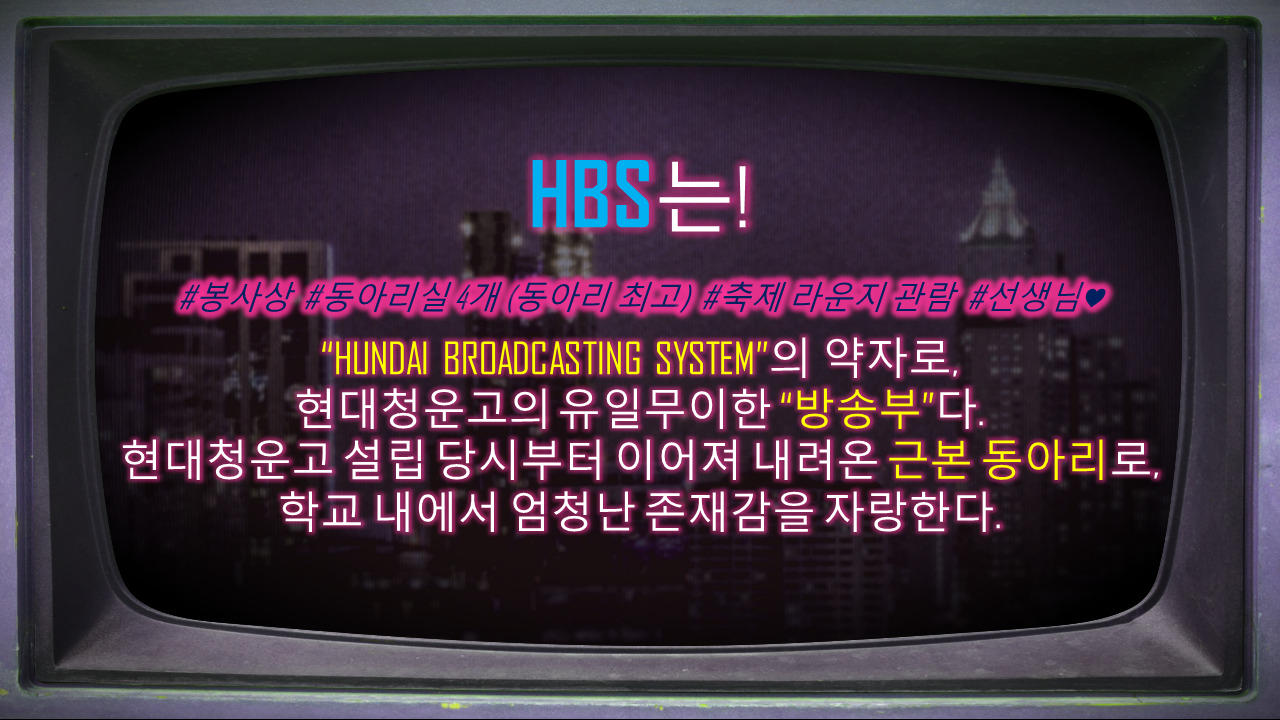 HBS는!
#봉사상 #동아리실 4개 (동아리 최고) #축제 라운지 관람 #선생님♥
“HUNDAI BROADCASTING SYSTEM”의 약자로,
현대청운고의 유일무이한 “방송부”다.
현대청운고 설립 당시부터 이어져 내려온 근본 동아리로,
학교 내에서 엄청난 존재감을 자랑한다.